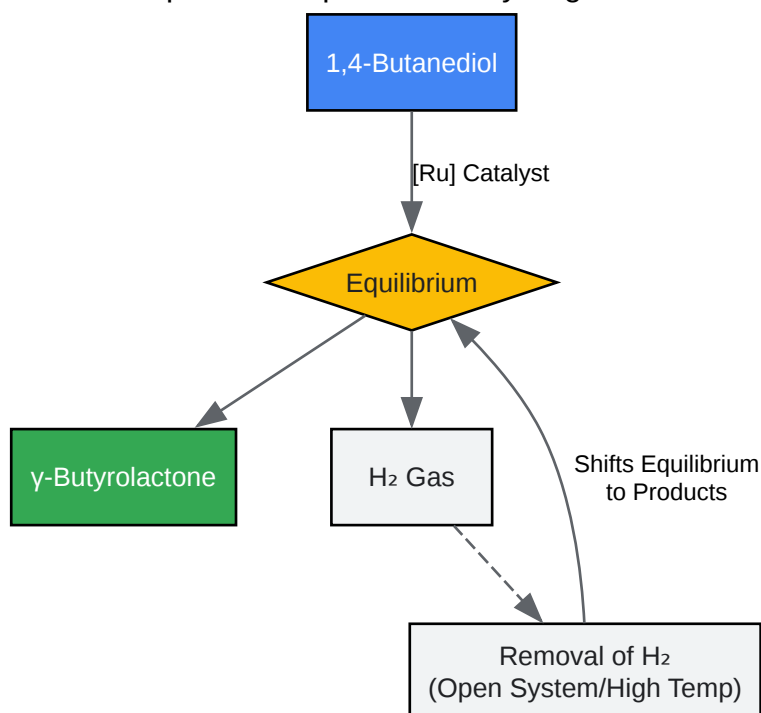 1,4-Butanediol
[Ru] Catalyst
Equilibrium
γ-Butyrolactone
H₂ Gas
Shifts Equilibrium
to Products
Removal of H₂
(Open System/High Temp)